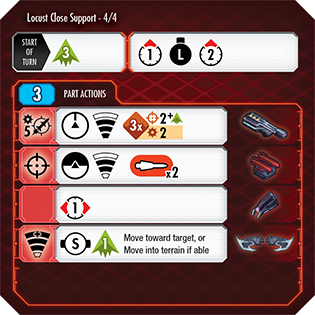 Locust Close Support - 4/4
START OF TURN
3
1 L 2
3 PART ACTIONS
5 3x 2+
2
x2
1
S 1 Move toward target, or
Move into terrain if able